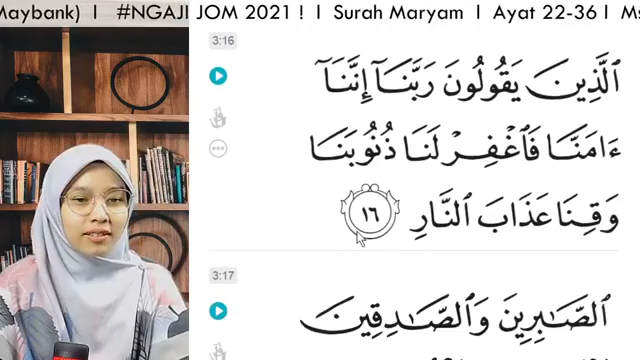 Maybank) I #NGAJI JOM 2021 ! I Surah Maryam I Ayat 22-36 I
3:16
ٱلَّذِينَ يَقُولُونَ رَبَّنَآ إِنَّنَآ
ءَامَنَّا فَٱغْفِرْ لَنَا ذُنُوبَنَا
وَقِنَا عَذَابَ ٱلنَّارِ ١٦
3:17
ٱلصَّٰبِرِينَ وَٱلصَّٰدِقِينَ